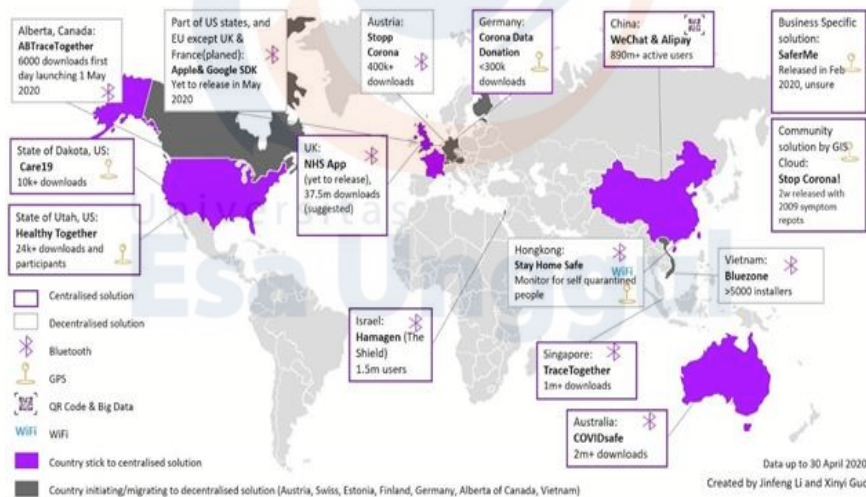 Alberta, Canada:
ABTraceTogether
6000 downloads first
day launching 1 May
2020
Part of US states, and
EU except UK &
France(planed):
Apple& Google SDK
Yet to release in May
2020
Austria:
Stopp
Corona
400k+
downloads
Germany:
Corona Data
Donation
<300k
downloads
China:
WeChat & Alipay
890m+ active users
Business Specific
solution:
SaferMe
Released in Feb
2020, unsure
State of Dakota, US:
Care19
10k+ downloads
UK:
NHS App
(yet to release),
37.5m downloads
(suggested)
Community
solution by GIS
Cloud:
Stop Corona!
2w released with
2009 symptom
repots
State of Utah, US:
Healthy Together
24k+ downloads and
participants
Universitas
Esa Unggul
Hongkong:
Stay Home Safe
WiFi
Monitor for self quarantined
people
Vietnam:
Bluezone
>5000 installers
Israel:
Hamagen (The
Shield)
1.5m users
Singapore:
TraceTogether
1m+ downloads
Australia:
COVIDsafe
2m+ downloads
Centralised solution
Decentralised solution
Bluetooth
GPS
QR Code & Big Data
WiFi WiFi
Country stick to centralised solution
Country initiating/migrating to decentralised solution (Austria, Swiss, Estonia, Finland, Germany, Alberta of Canada, Vietnam)
Data up to 30 April 2020
Created by Jinfeng Li and Xinyi Guo